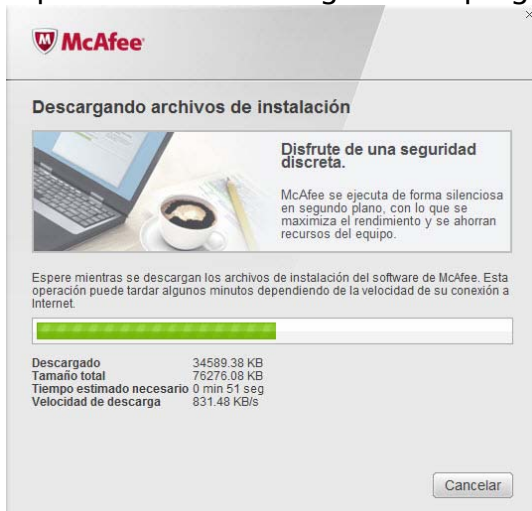 McAfee
Descargando archivos de instalación
Disfrute de una seguridad
discreta.
McAfee se ejecuta de forma silenciosa
en segundo plano, con lo que se
maximiza el rendimiento y se ahorran
recursos del equipo.
Espere mientras se descargan los archivos de instalación del software de McAfee. Esta
operación puede tardar algunos minutos dependiendo de la velocidad de su conexión a
Internet.
Descargado 34589.38 KB
Tamaño total 76276.08 KB
Tiempo estimado necesario 0 min 51 seg
Velocidad de descarga 831.48 KB/s
Cancelar